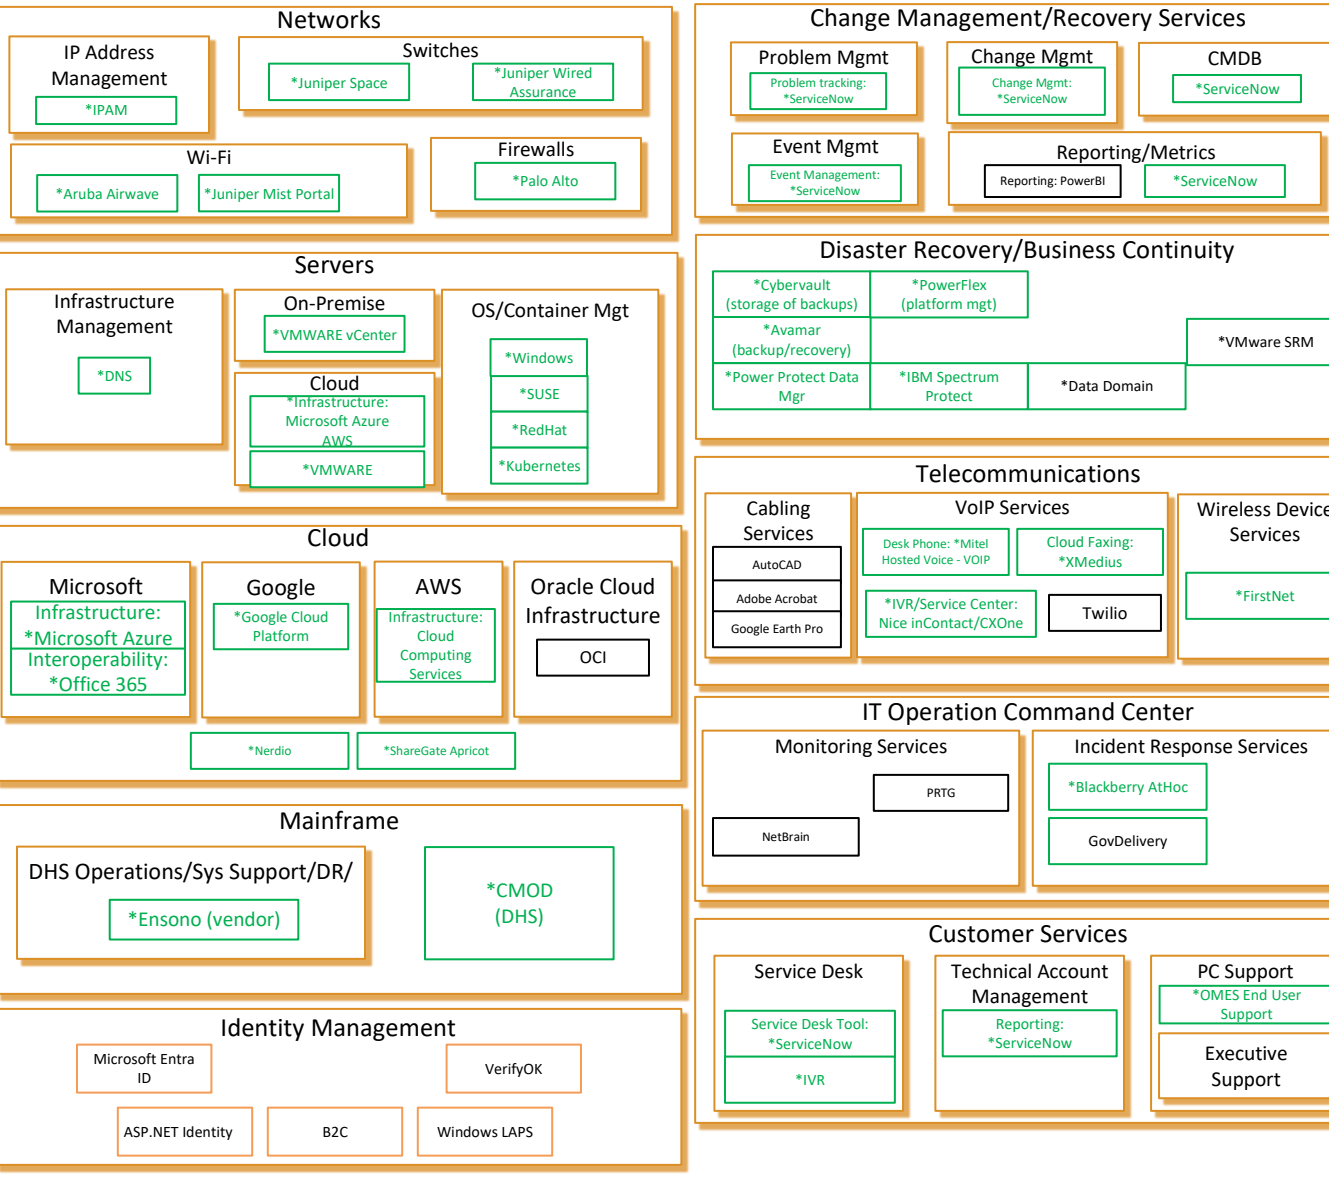 Networks
IP Address
Management
*IPAM
Switches
*Juniper Space
*Juniper Wired
Assurance
Wi-Fi
*Aruba Airwave
*Juniper Mist Portal
Firewalls
*Palo Alto
Servers
Infrastructure
Management
*DNS
On-Premise
*VMWARE vCenter
Cloud
*Infrastructure:
Microsoft Azure
AWS
*VMWARE
OS/Container Mgt
*Windows
*SUSE
*RedHat
*Kubernetes
Cloud
Microsoft
Infrastructure:
*Microsoft Azure
Interoperability:
*Office 365
Google
*Google Cloud
Platform
AWS
Infrastructure:
Cloud
Computing
Services
Oracle Cloud
Infrastructure
OCI
*Nerdio
*ShareGate Apricot
Mainframe
DHS Operations/Sys Support/DR/
*Ensono (vendor)
*CMOD
(DHS)
Identity Management
Microsoft Entra
ID
VerifyOK
ASP.NET Identity
B2C
Windows LAPS
Change Management/Recovery Services
Problem Mgmt
Problem tracking:
*ServiceNow
Change Mgmt
Change Mgmt:
*ServiceNow
CMDB
*ServiceNow
Event Mgmt
Event Management:
*ServiceNow
Reporting/Metrics
Reporting: PowerBI
*ServiceNow
Disaster Recovery/Business Continuity
*Cybervault
(storage of backups)
*PowerFlex
(platform mgt)
*Avamar
(backup/recovery)
*VMware SRM
*Power Protect Data
Mgr
*IBM Spectrum
Protect
*Data Domain
Telecommunications
Cabling
Services
AutoCAD
Adobe Acrobat
Google Earth Pro
VoIP Services
Desk Phone: *Mitel
Hosted Voice - VOIP
Cloud Faxing:
*XMedius
*IVR/Service Center:
Nice inContact/CXOne
Twilio
Wireless Device
Services
*FirstNet
IT Operation Command Center
Monitoring Services
PRTG
NetBrain
Incident Response Services
*Blackberry AtHoc
GovDelivery
Customer Services
Service Desk
Service Desk Tool:
*ServiceNow
*IVR
Technical Account
Management
Reporting:
*ServiceNow
PC Support
*OMES End User
Support
Executive
Support